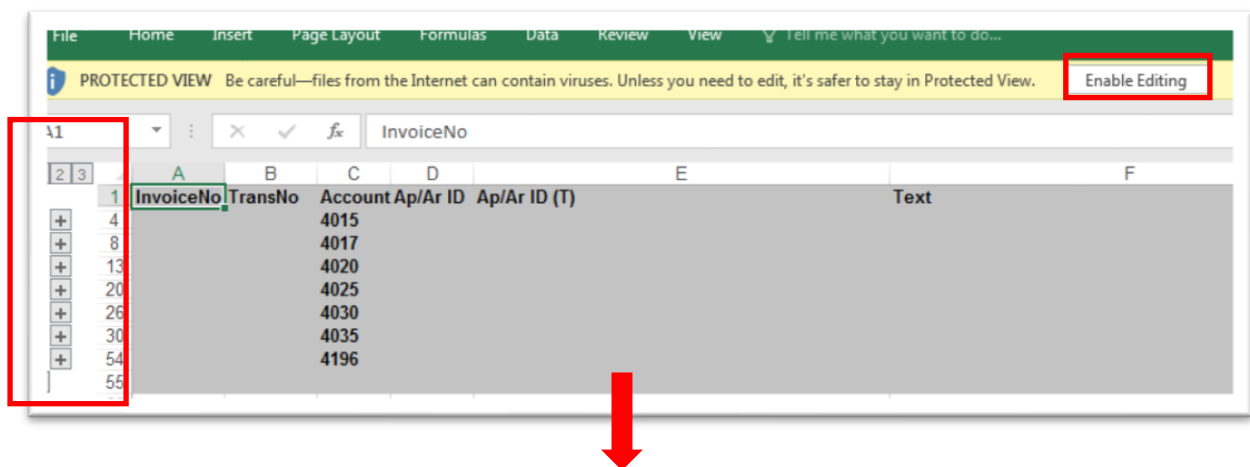 File Home Insert Page Layout Formulas Data Review View Tell me what you want to do...
PROTECTED VIEW Be careful—files from the Internet can contain viruses. Unless you need to edit, it's safer to stay in Protected View. Enable Editing
A1 fx InvoiceNo
2 3 A B C D E F
1 InvoiceNo TransNo Account Ap/Ar ID Ap/Ar ID (T) Text
+ 4 4015
+ 8 4017
+ 13 4020
+ 20 4025
+ 26 4030
+ 30 4035
+ 54 4196
55